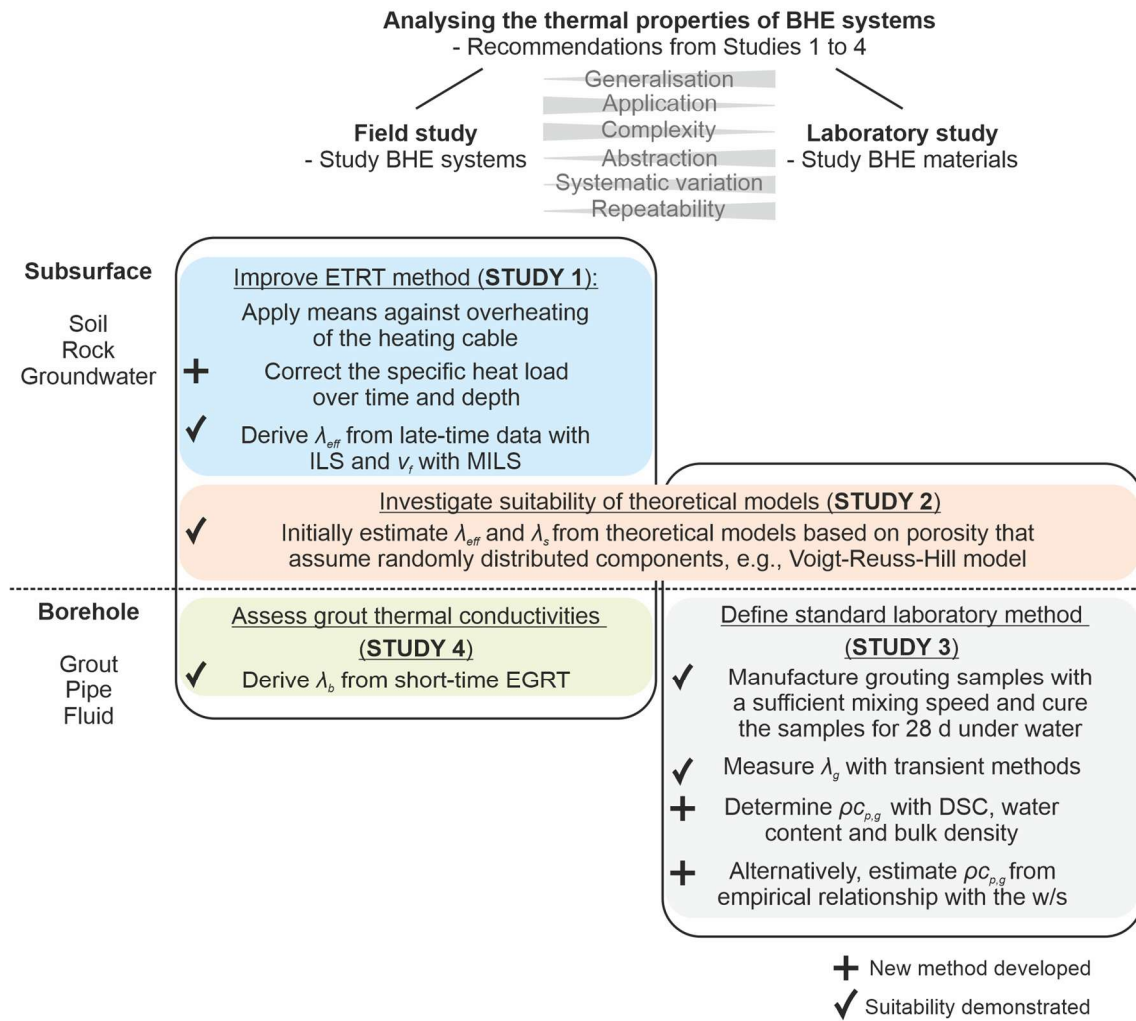 Analysing the thermal properties of BHE systems
- Recommendations from Studies 1 to 4
Generalisation
Application
Complexity
Abstraction
Systematic variation
Repeatability
Field study
- Study BHE systems
Laboratory study
- Study BHE materials
Subsurface
Soil
Rock
Groundwater
Improve ETRT method (STUDY 1):
Apply means against overheating
of the heating cable
+ Correct the specific heat load
over time and depth
✓ Derive λeff from late-time data with
ILS and vf with MILS
Investigate suitability of theoretical models (STUDY 2)
✓ Initially estimate λeff and λs from theoretical models based on porosity that
assume randomly distributed components, e.g., Voigt-Reuss-Hill model
Borehole
Grout
Pipe
Fluid
Assess grout thermal conductivities
(STUDY 4)
✓ Derive λb from short-time EGRT
Define standard laboratory method
(STUDY 3)
✓ Manufacture grouting samples with
a sufficient mixing speed and cure
the samples for 28 d under water
✓ Measure λg with transient methods
+ Determine ρcp,g with DSC, water
content and bulk density
+ Alternatively, estimate ρcp,g from
empirical relationship with the w/s
+ New method developed
✓ Suitability demonstrated